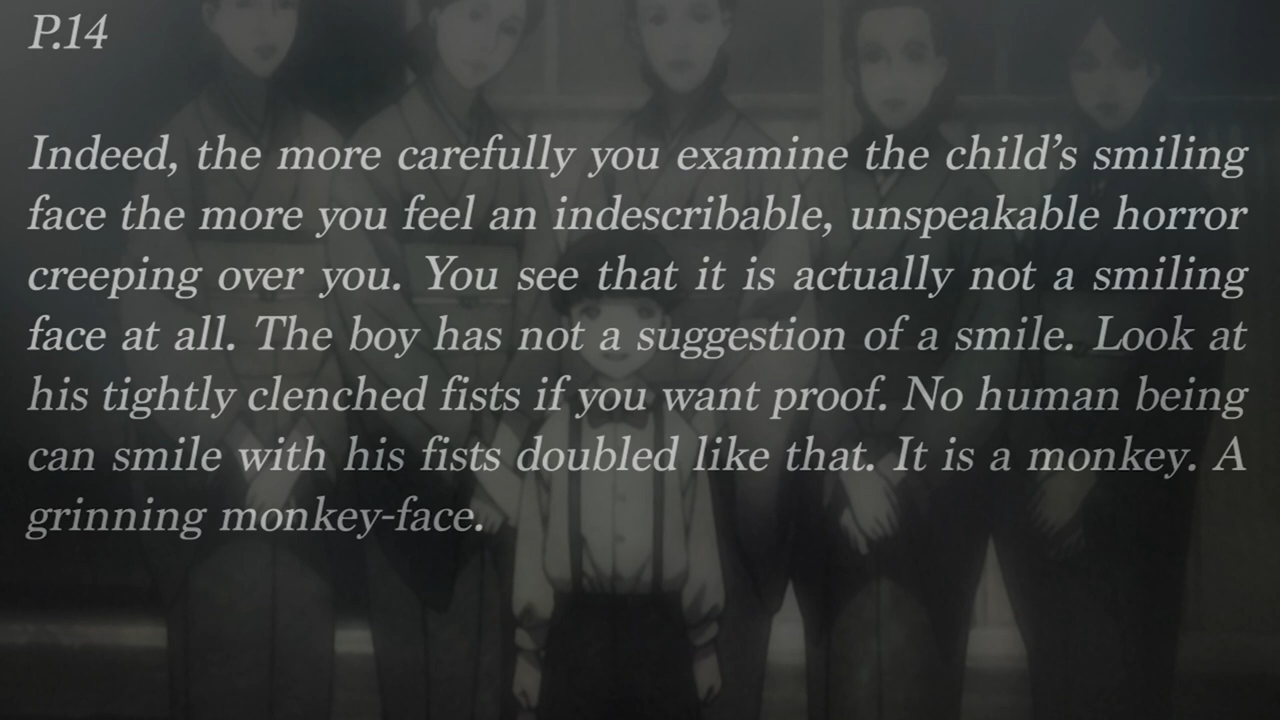 P.14
Indeed, the more carefully you examine the child's smiling
face the more you feel an indescribable, unspeakable horror
creeping over you. You see that it is actually not a smiling
face at all. The boy has not a suggestion of a smile. Look at
his tightly clenched fists if you want proof. No human being
can smile with his fists doubled like that. It is a monkey. A
grinning monkey-face.